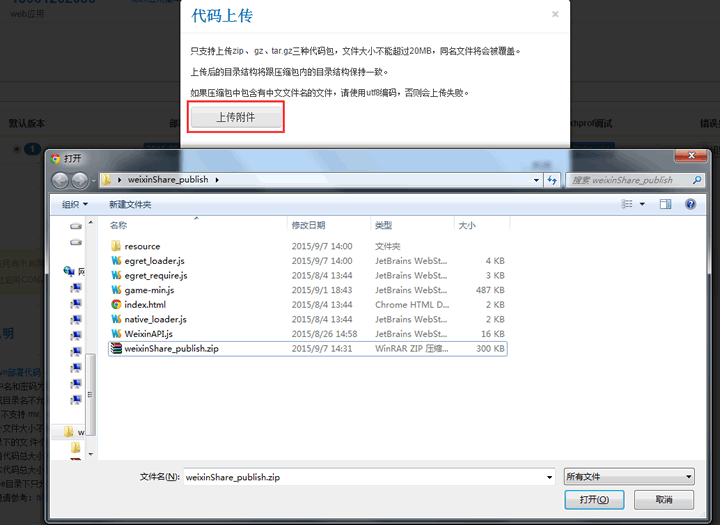 web应用
代码上传
只支持上传zip、gz、tar.gz三种代码包，文件大小不能超过20MB，同名文件将会被覆盖。
上传后的目录结构将跟压缩包内的目录结构保持一致。
如果压缩包中包含有中文文件名的文件，请使用utf8编码，否则会上传失败。
上传附件
默认版本
1
打开
weixinShare_publish
搜索 weixinShare_publish
组织
新建文件夹
名称 修改日期 类型 大小
resource 2015/9/7 14:00 文件夹
egret_loader.js 2015/9/7 14:00 JetBrains WebSt... 4 KB
egret_require.js 2015/8/4 13:44 JetBrains WebSt... 3 KB
game-min.js 2015/9/1 18:43 JetBrains WebSt... 487 KB
index.html 2015/8/4 13:44 Chrome HTML D... 2 KB
native_loader.js 2015/8/4 13:44 JetBrains WebSt... 2 KB
WeixinAPI.js 2015/8/26 14:58 JetBrains WebSt... 16 KB
weixinShare_publish.zip 2015/9/7 14:31 WinRAR ZIP 压缩... 300 KB
文件名(N):
weixinShare_publish.zip
所有文件
打开(O)
取消